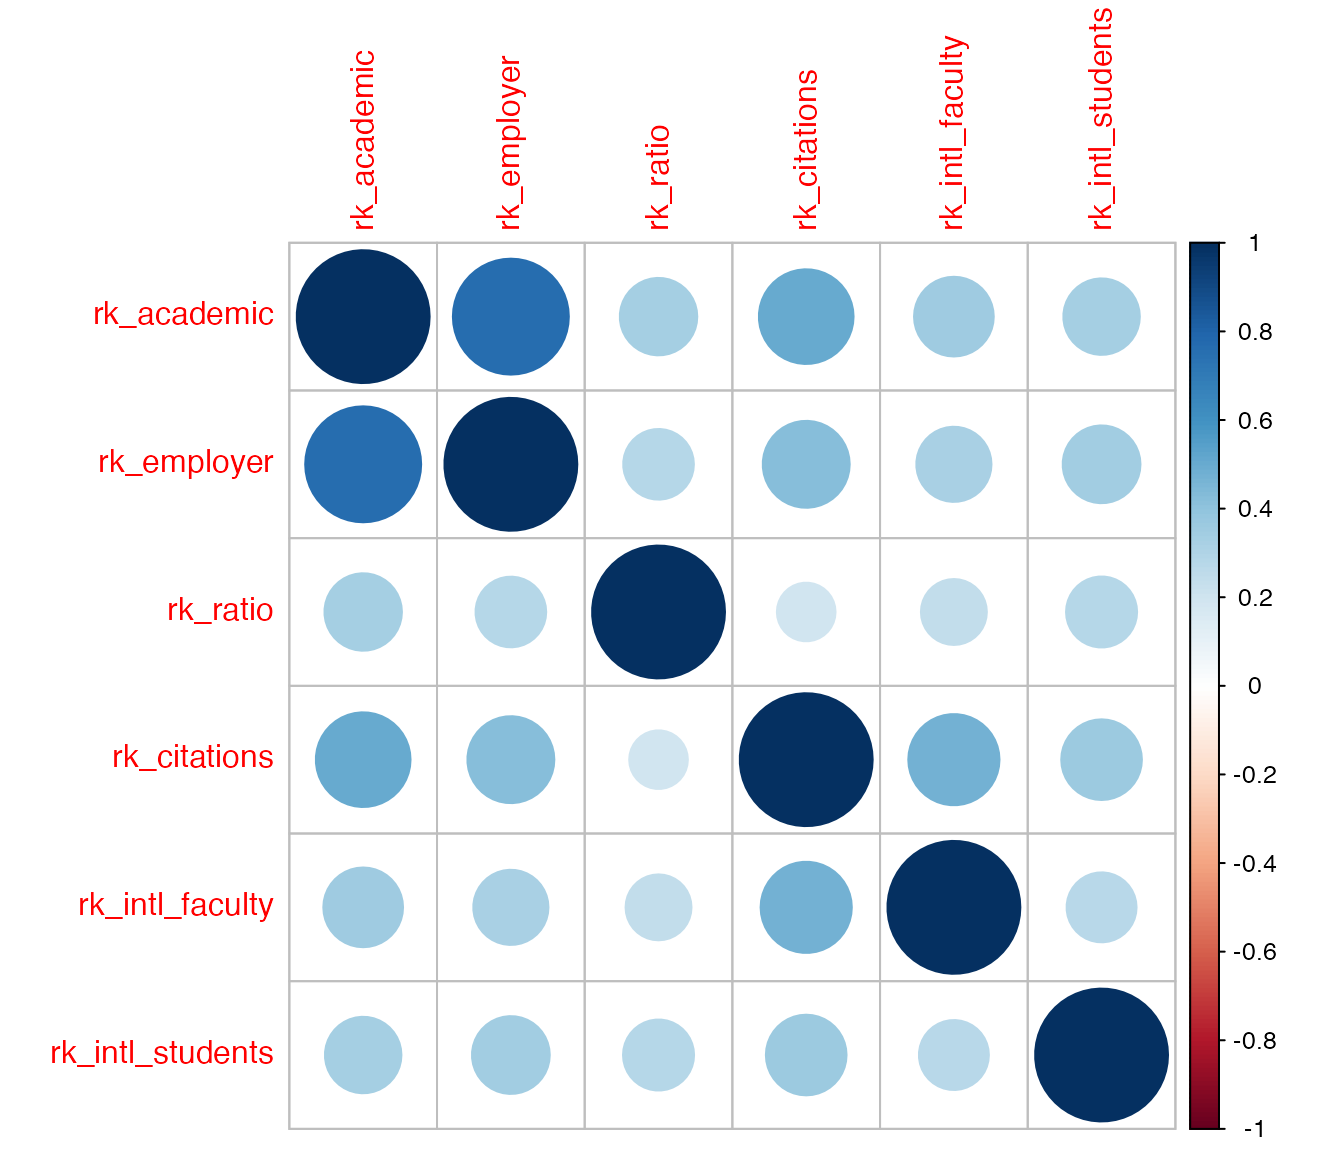 rk_academic
rk_employer
rk_ratio
rk_citations
rk_intl_faculty
rk_intl_students
rk_academic
rk_employer
rk_ratio
rk_citations
rk_intl_faculty
rk_intl_students
1
0.8
0.6
0.4
0.2
0
-0.2
-0.4
-0.6
-0.8
-1